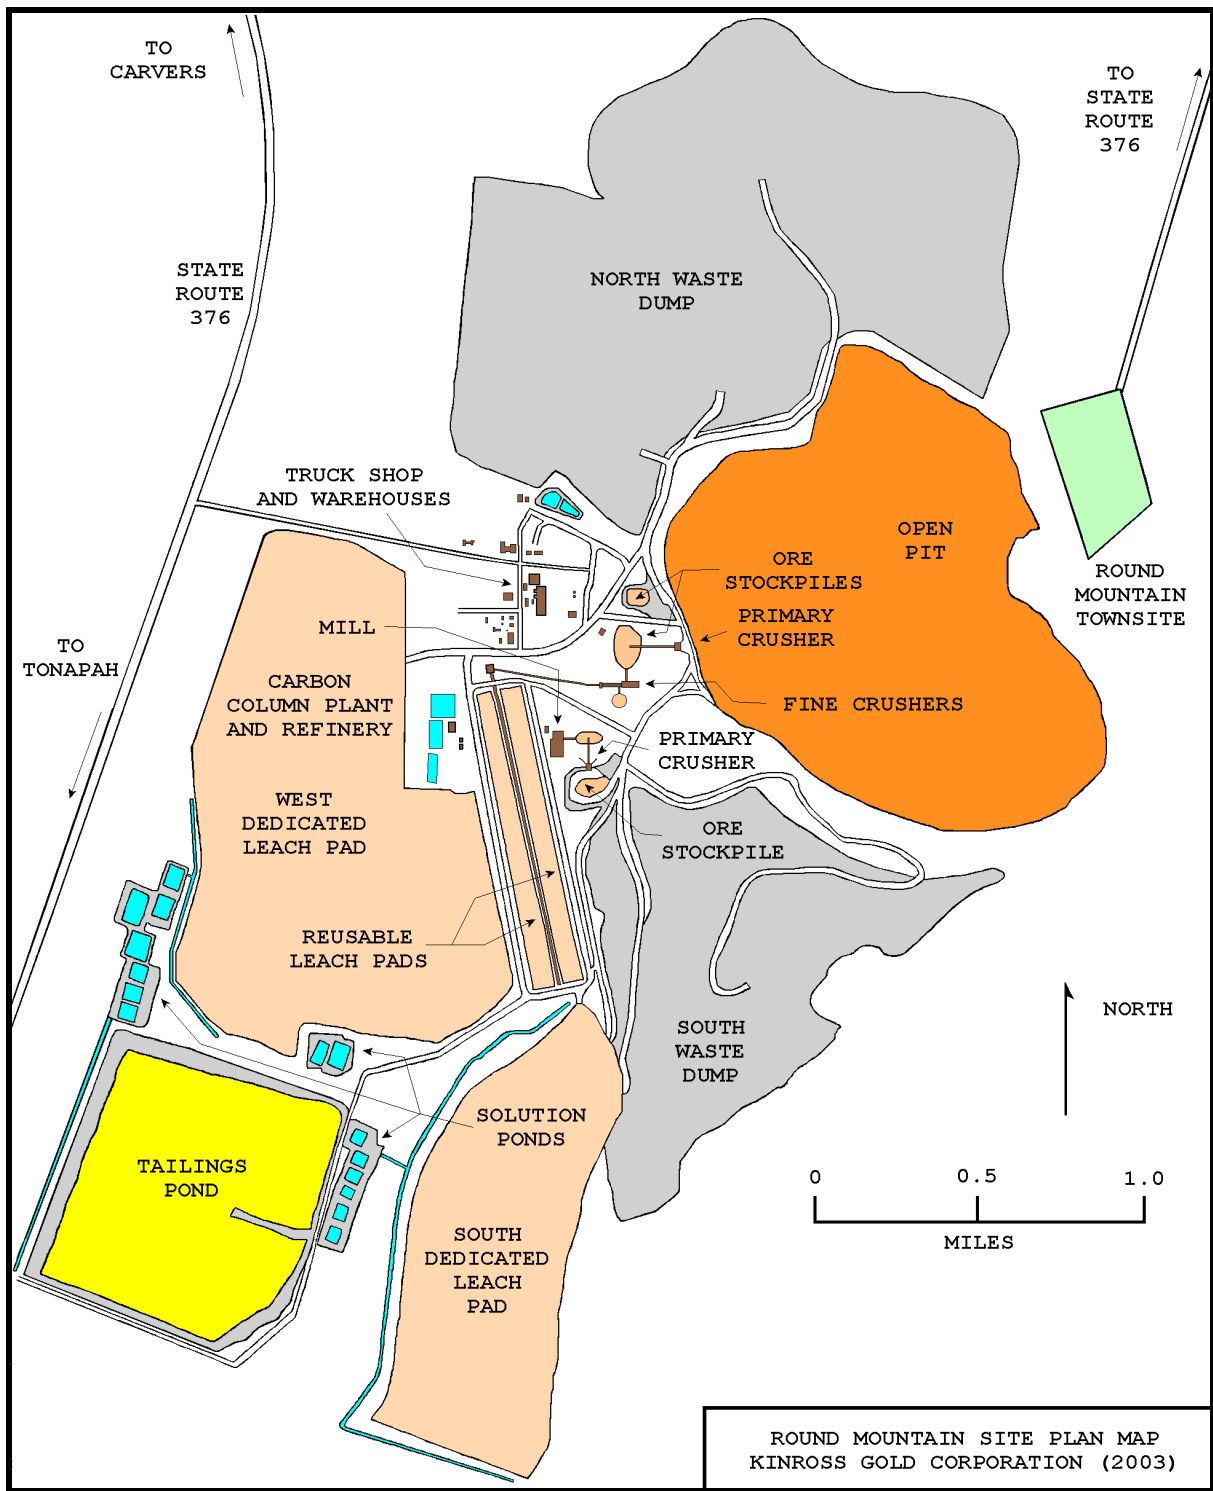 TO
CARVERS
TO
STATE
ROUTE
376
STATE
ROUTE
376
NORTH WASTE
DUMP
TRUCK SHOP
AND WAREHOUSES
OPEN
PIT
ORE
STOCKPILES
ROUND
MOUNTAIN
TOWNSITE
PRIMARY
CRUSHER
MILL
TO
TONAPAH
CARBON
COLUMN PLANT
AND REFINERY
FINE CRUSHERS
PRIMARY
CRUSHER
WEST
DEDICATED
LEACH PAD
ORE
STOCKPILE
REUSABLE
LEACH PADS
NORTH
SOUTH
WASTE
DUMP
SOLUTION
PONDS
TAILINGS
POND
0
0.5
1.0
MILES
SOUTH
DEDICATED
LEACH
PAD
ROUND MOUNTAIN SITE PLAN MAP
KINROSS GOLD CORPORATION (2003)